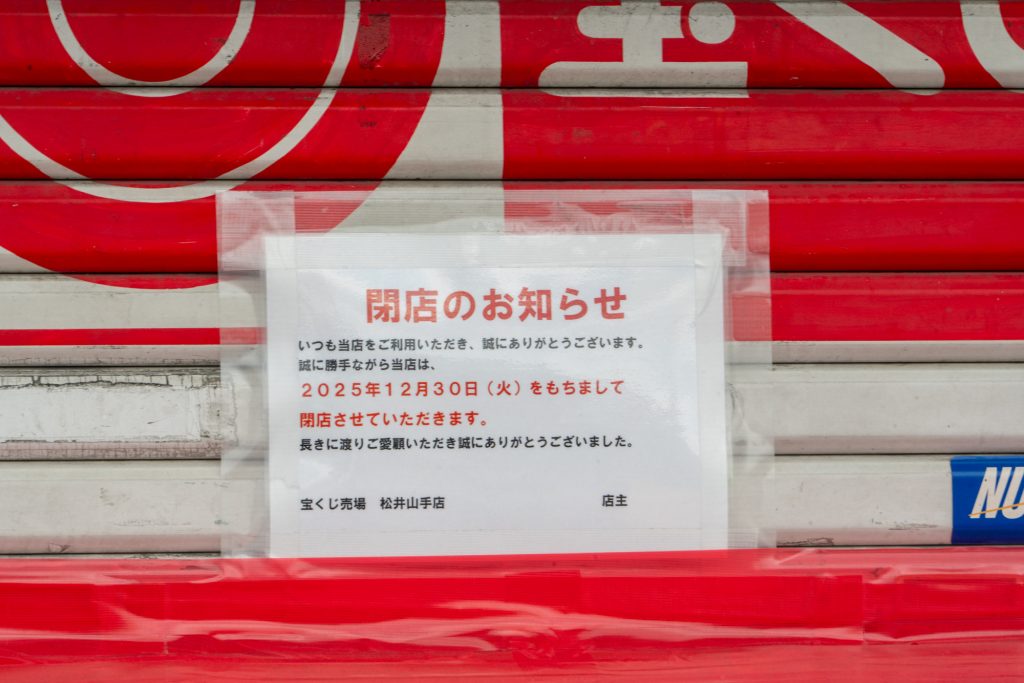 閉店のお知らせ
いつも当店をご利用いただき、誠にありがとうございます。
誠に勝手ながら当店は、
２０２５年１２月３０日（火）をもちまして
閉店させていただきます。
長きに渡りご愛顧いただき誠にありがとうございました。
宝くじ売場　松井山手店　店主